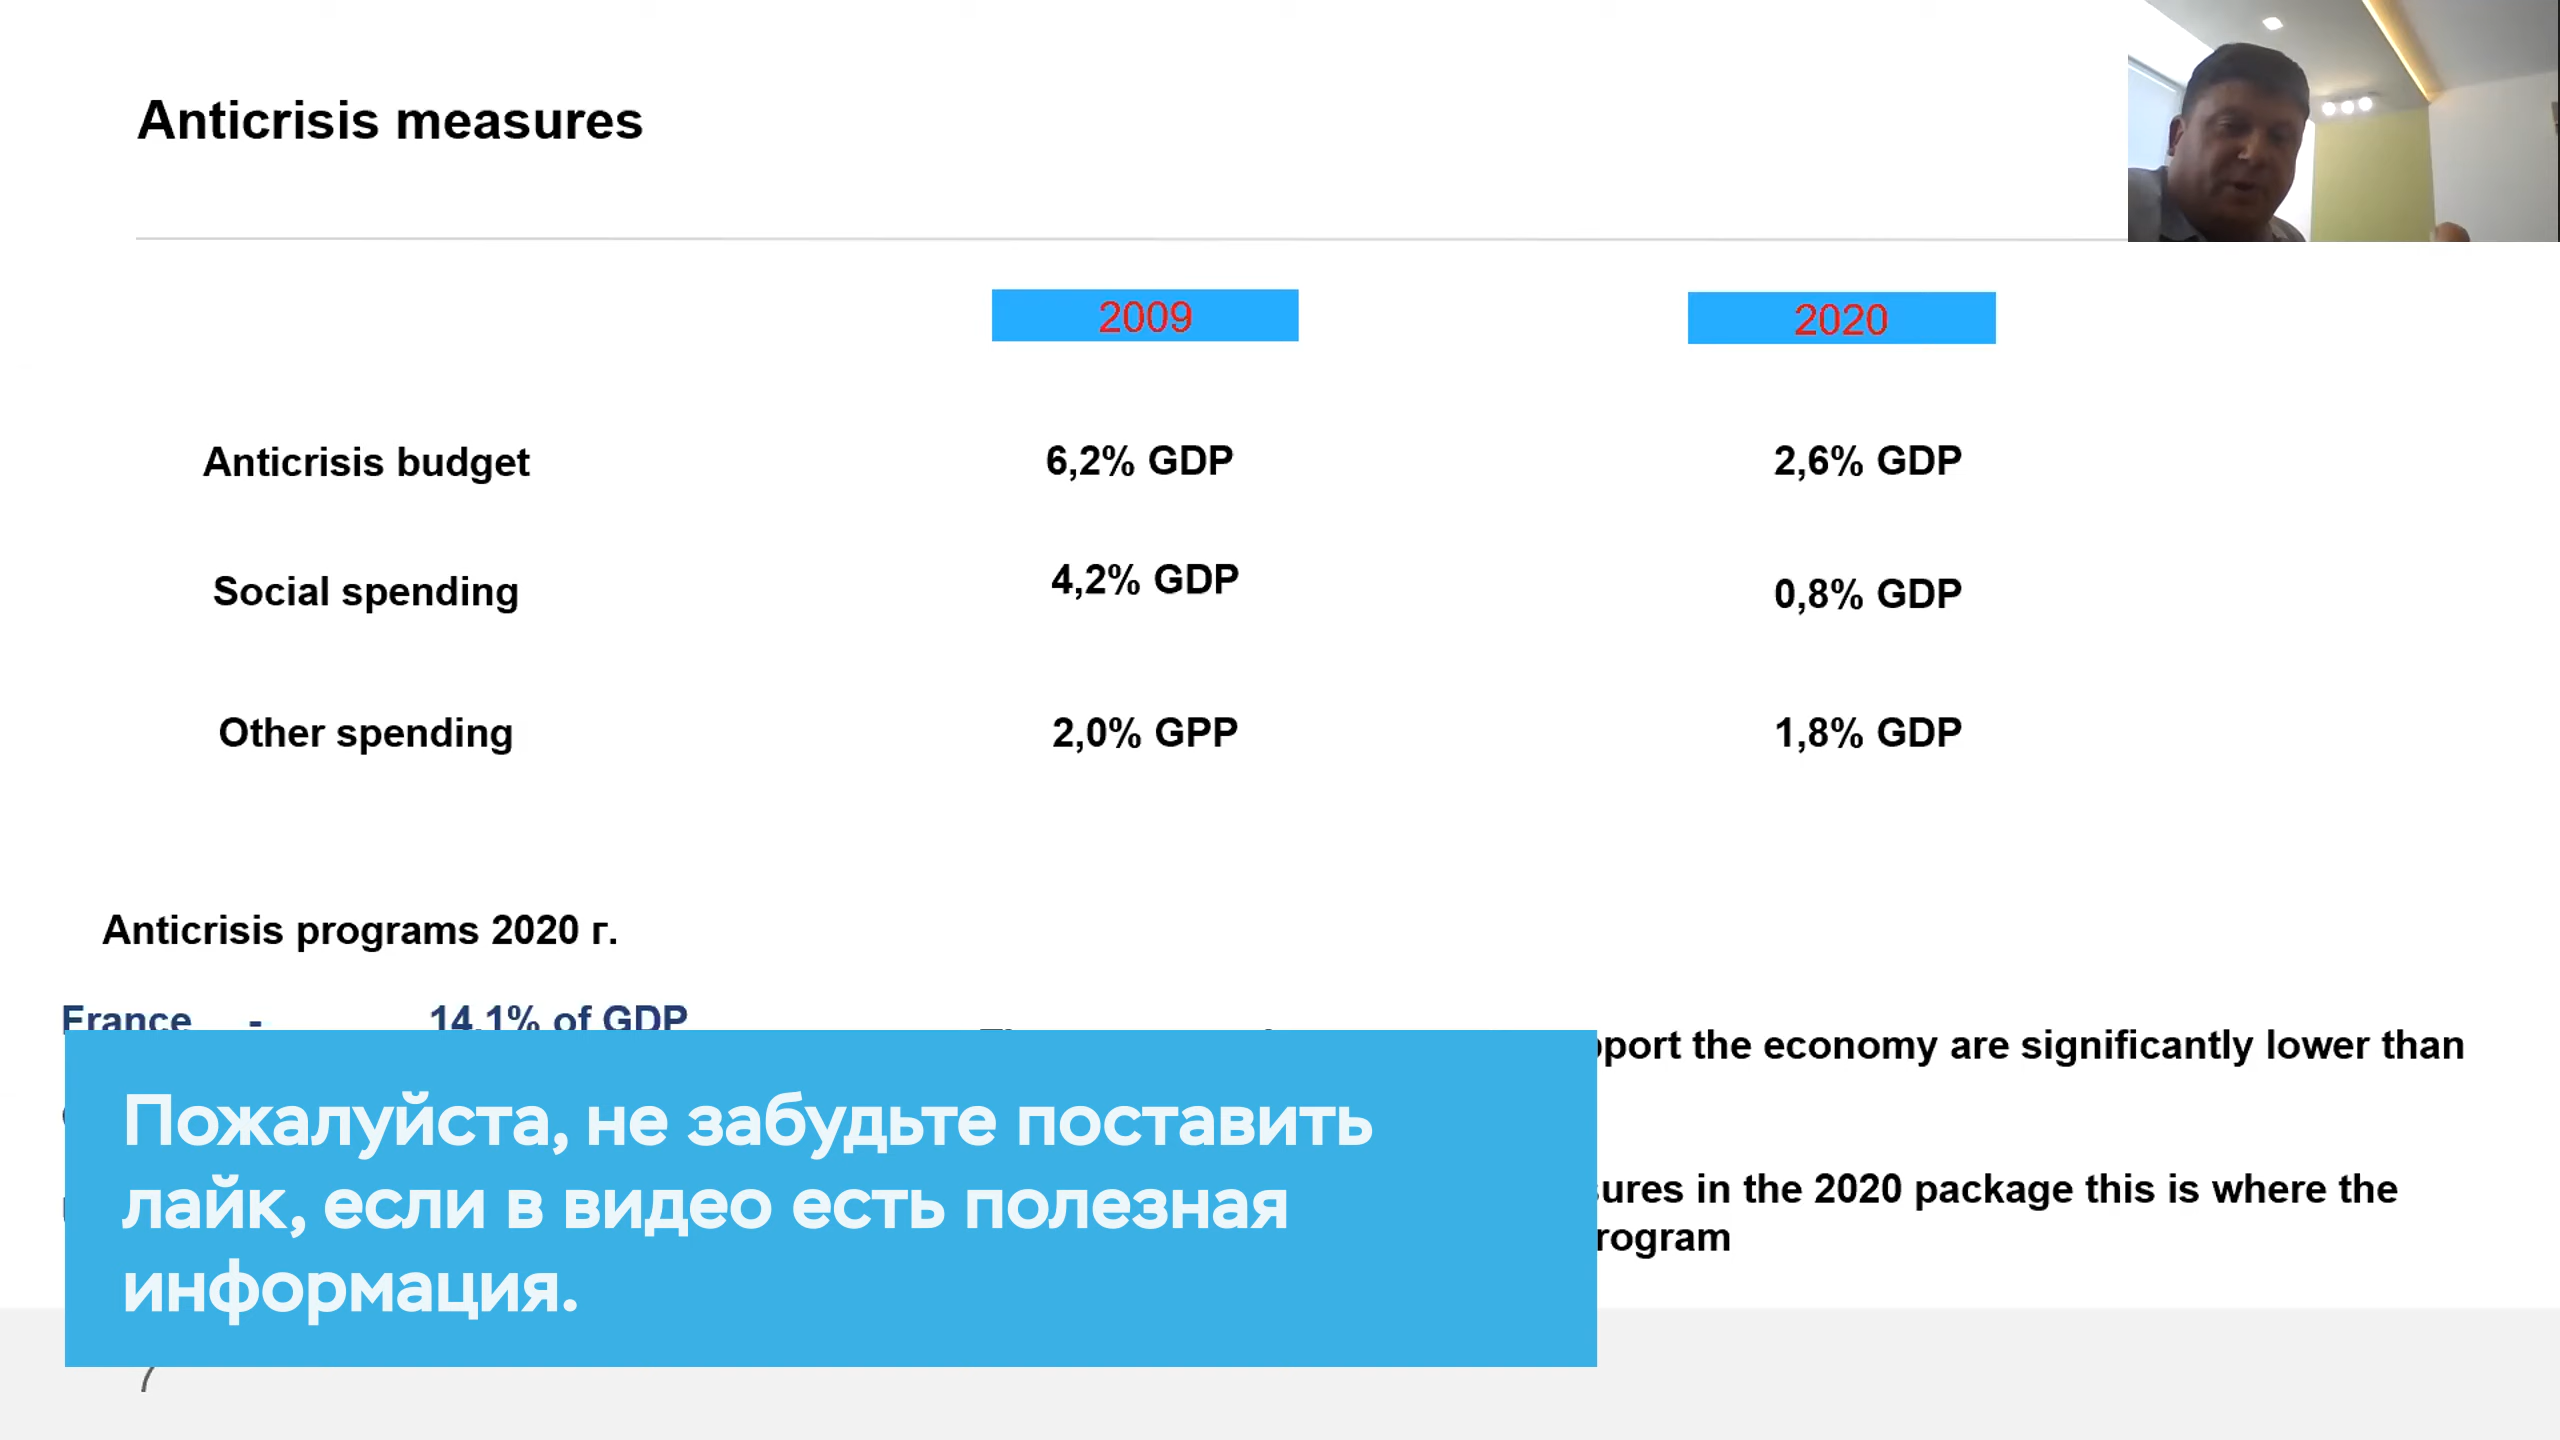 Anticrisis measures
2009 2020
Anticrisis budget 6,2% GDP 2,6% GDP
Social spending 4,2% GDP 0,8% GDP
Other spending 2,0% GPP 1,8% GDP
Anticrisis programs 2020 г.
France - 14,1% of GDP
the economy are significantly lower than
in the 2020 package this is where the
Пожалуйста, не забудьте поставить
лайк, если в видео есть полезная
информация.
7